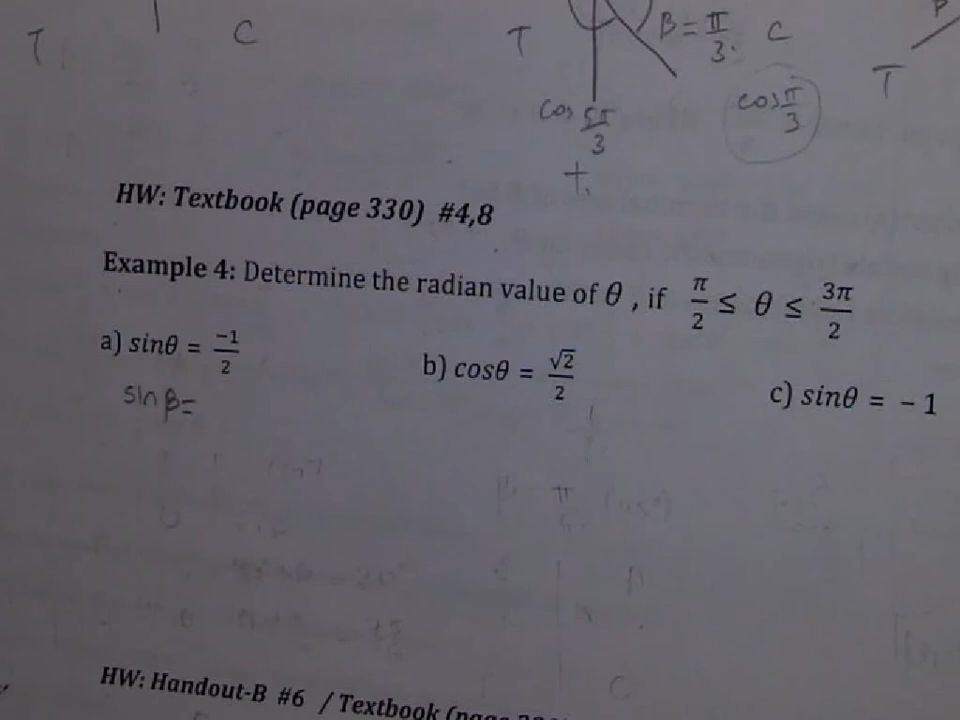 T C T β = π/3 C T
cos 5π/3 cos π/3
+
HW: Textbook (page 330) #4,8
Example 4: Determine the radian value of θ , if π/2 ≤ θ ≤ 3π/2
a) sinθ = -1/2 b) cosθ = √2/2 c) sinθ = – 1
sin β=
HW: Handout-B #6 / Textbook